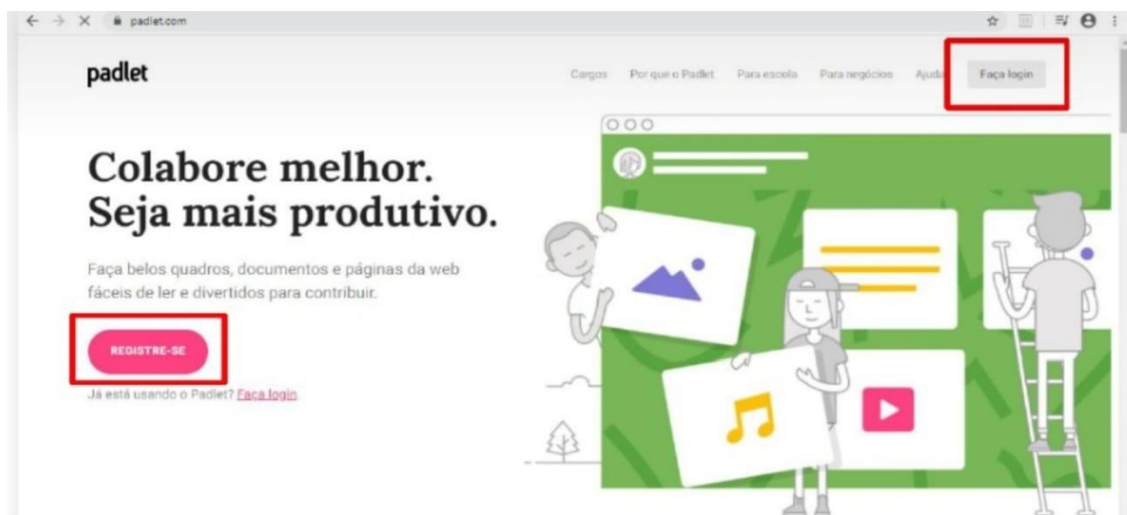 padlet.com
padlet
Cargos Por que o Padlet Para escola Para negócios Ajuda Faça login
Colabore melhor.
Seja mais produtivo.
Faça belos quadros, documentos e páginas da web
fáceis de ler e divertidos para contribuir.
REGISTRE-SE
Já está usando o Padlet? Faça login.